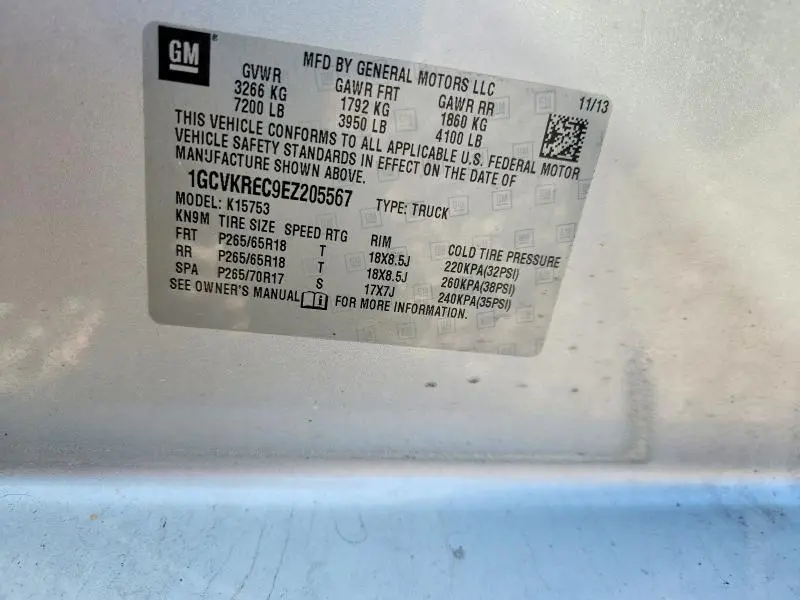 GM
MFD BY GENERAL MOTORS LLC
GVWR GAWR FRT GAWR RR 11/13
3266 KG 1792 KG 1860 KG
7200 LB 3950 LB 4100 LB
THIS VEHICLE CONFORMS TO ALL APPLICABLE U.S. FEDERAL MOTOR
VEHICLE SAFETY STANDARDS IN EFFECT ON THE DATE OF
MANUFACTURE SHOWN ABOVE.
1GCVKREC9EZ205567 TYPE: TRUCK
MODEL: K15753
KN9M TIRE SIZE SPEED RTG RIM COLD TIRE PRESSURE
FRT P265/65R18 T 18X8.5J 220KPA(32PSI)
RR P265/65R18 T 18X8.5J 260KPA(38PSI)
SPA P265/70R17 S 17X7J 240KPA(35PSI)
SEE OWNER'S MANUAL FOR MORE INFORMATION.